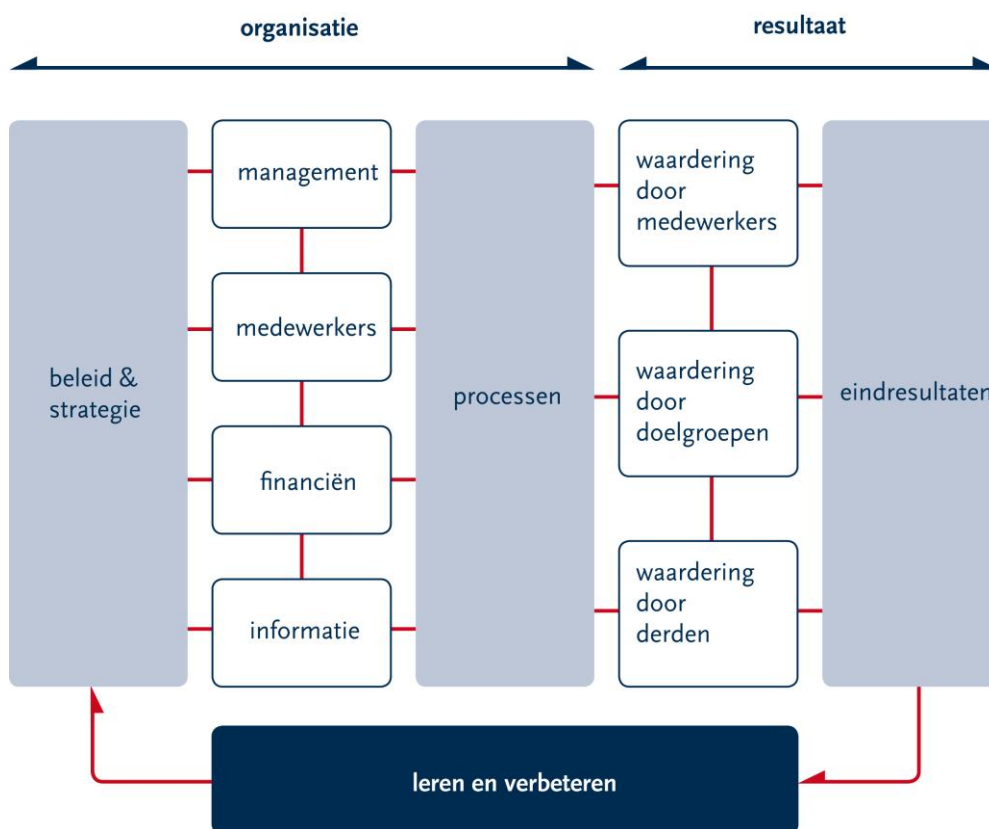 organisatie
resultaat
beleid &
strategie
management
medewerkers
financiën
informatie
processen
waardering
door
medewerkers
waardering
door
doelgroepen
waardering
door
derden
eindresultaten
leren en verbeteren